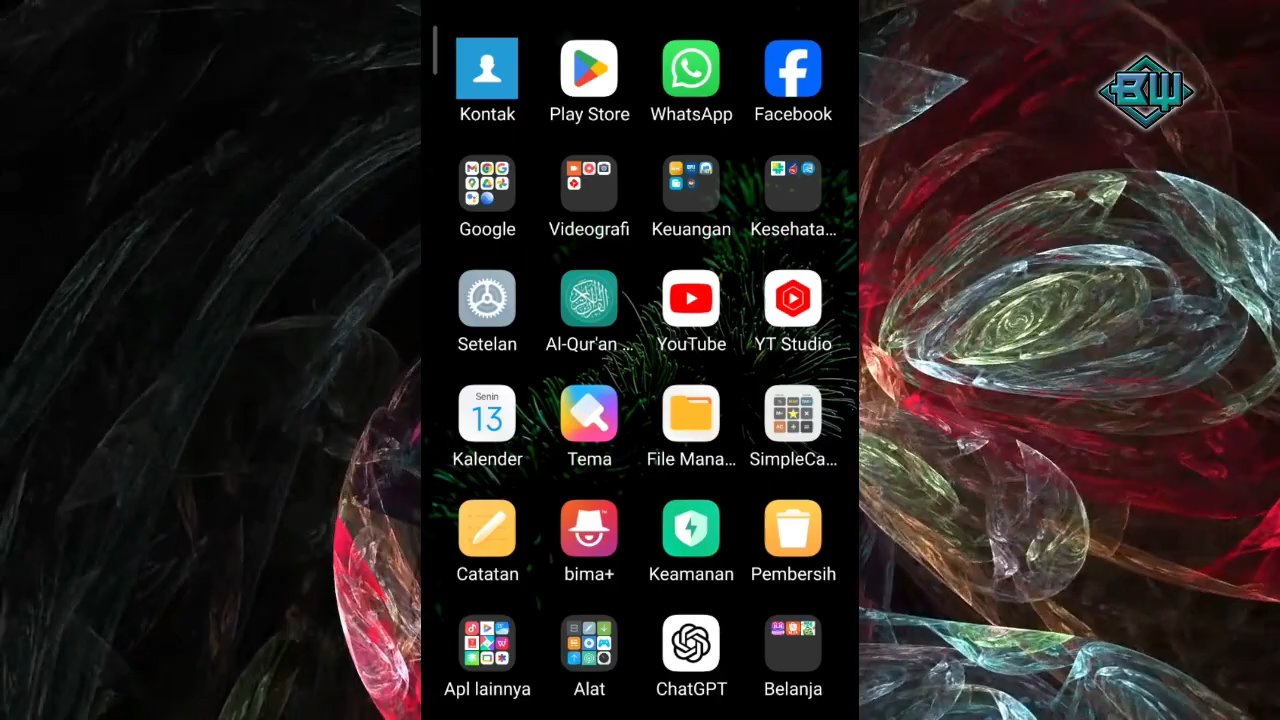 BW
Kontak Play Store WhatsApp Facebook
Google Videografi Keuangan Kesehata...
Setelan Al-Qur'an ... YouTube YT Studio
Senin
13
Kalender Tema File Mana... SimpleCa...
Catatan bima+ Keamanan Pembersih
Apl lainnya Alat ChatGPT Belanja